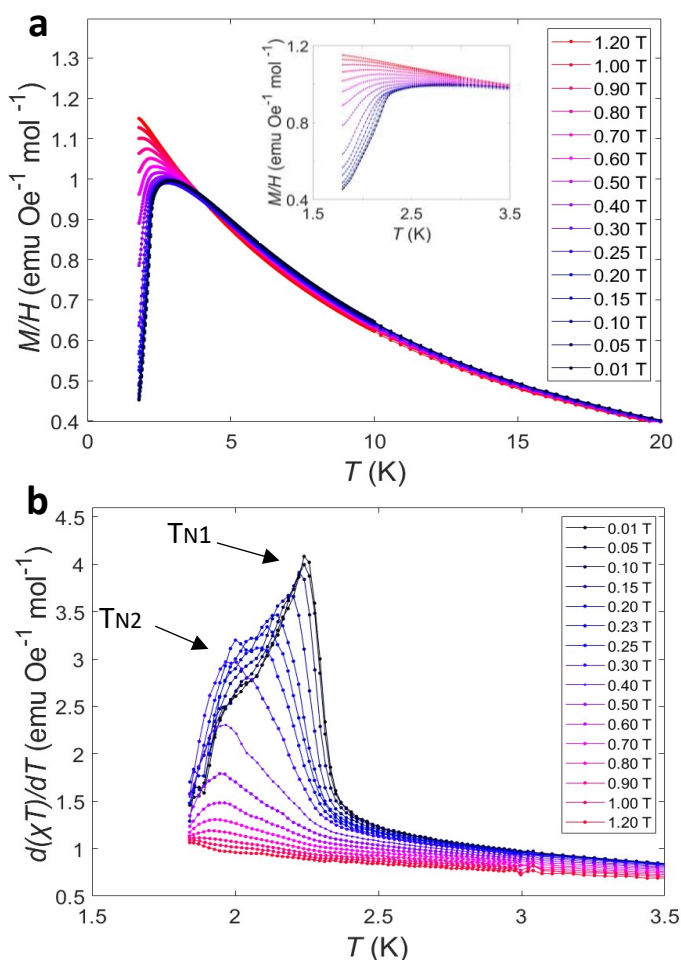 a
M/H (emu Oe⁻¹ mol⁻¹)
1.3
1.2
1.1
1
0.9
0.8
0.7
0.6
0.5
0.4
0
5
10
15
20
T (K)
M/H (emu Oe⁻¹ mol⁻¹)
1.2
0.8
0.4
1.5
2.5
3.5
T (K)
1.20 T
1.00 T
0.90 T
0.80 T
0.70 T
0.60 T
0.50 T
0.40 T
0.30 T
0.25 T
0.20 T
0.15 T
0.10 T
0.05 T
0.01 T
b
d(χT)/dT (emu Oe⁻¹ mol⁻¹)
4.5
4
3.5
3
2.5
2
1.5
1
0.5
1.5
2
2.5
3
3.5
T (K)
TN1
TN2
0.01 T
0.05 T
0.10 T
0.15 T
0.20 T
0.23 T
0.25 T
0.30 T
0.40 T
0.50 T
0.60 T
0.70 T
0.80 T
0.90 T
1.00 T
1.20 T